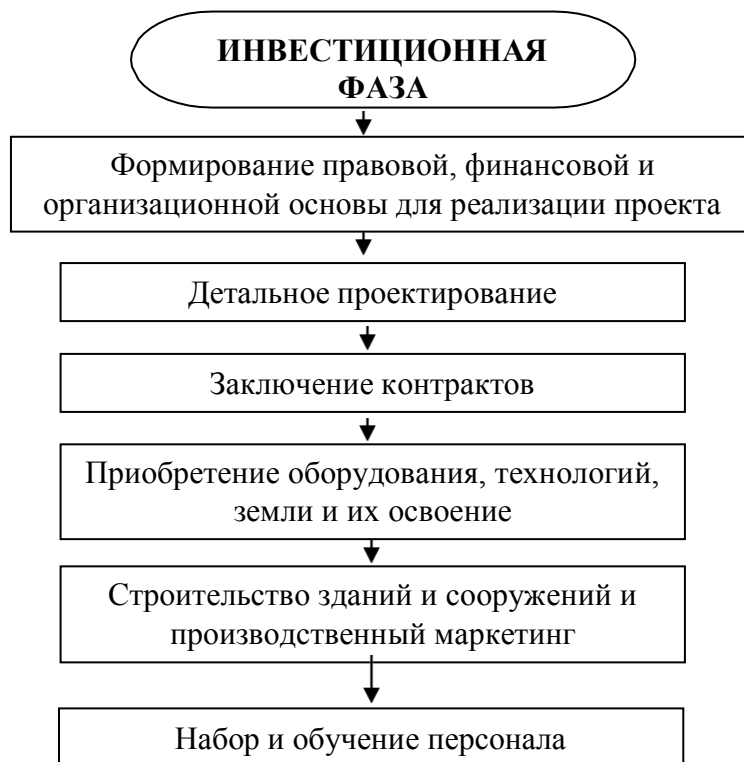 ИНВЕСТИЦИОННАЯ
ФАЗА
Формирование правовой, финансовой и
организационной основы для реализации проекта
Детальное проектирование
Заключение контрактов
Приобретение оборудования, технологий,
земли и их освоение
Строительство зданий и сооружений и
производственный маркетинг
Набор и обучение персонала